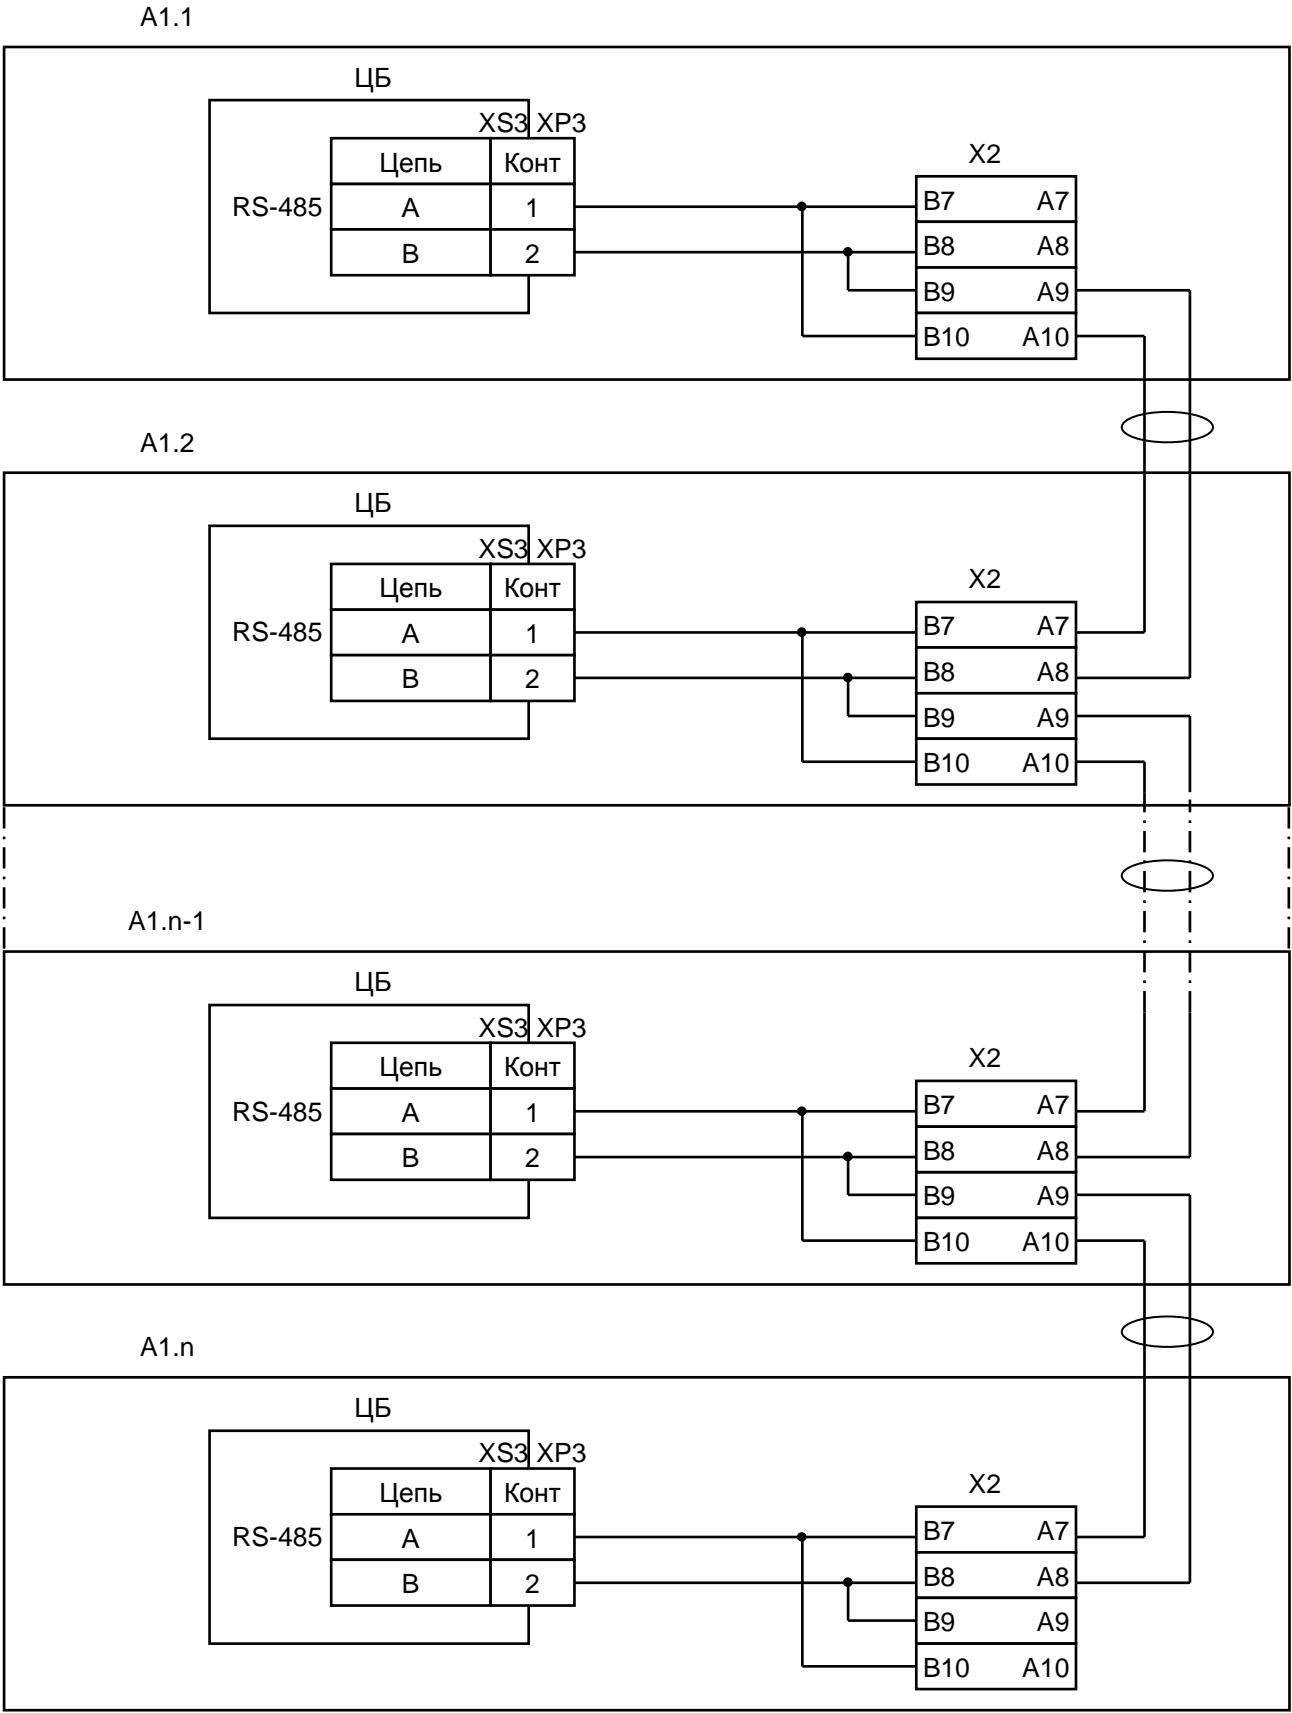 A1.1
ЦБ
XS3 XP3
Цепь Конт
X2
RS-485 A 1
B7 A7
B 2
B8 A8
B9 A9
B10 A10
A1.2
ЦБ
XS3 XP3
Цепь Конт
X2
RS-485 A 1
B7 A7
B 2
B8 A8
B9 A9
B10 A10
A1.n-1
ЦБ
XS3 XP3
Цепь Конт
X2
RS-485 A 1
B7 A7
B 2
B8 A8
B9 A9
B10 A10
A1.n
ЦБ
XS3 XP3
Цепь Конт
X2
RS-485 A 1
B7 A7
B 2
B8 A8
B9 A9
B10 A10